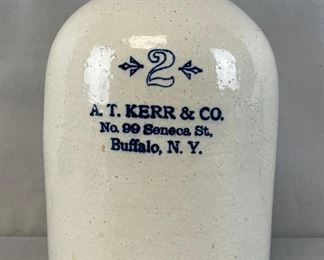 2
A. T. KERR & CO.
No. 99 Seneca St,
Buffalo, N. Y.